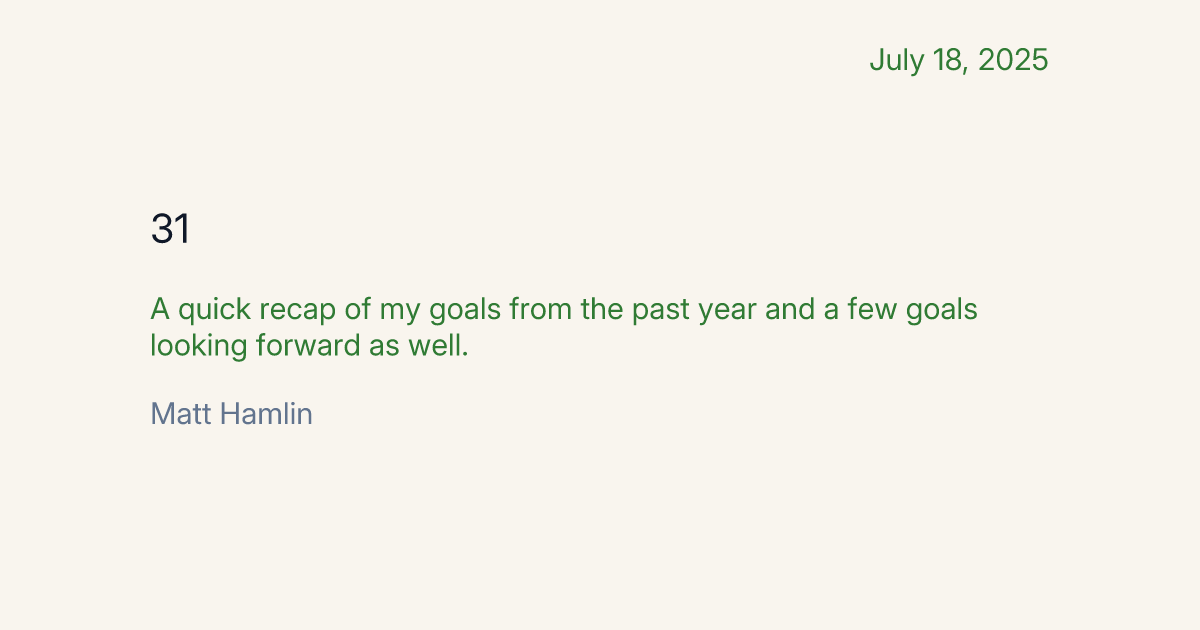 July 18, 2025
31
A quick recap of my goals from the past year and a few goals
looking forward as well.
Matt Hamlin